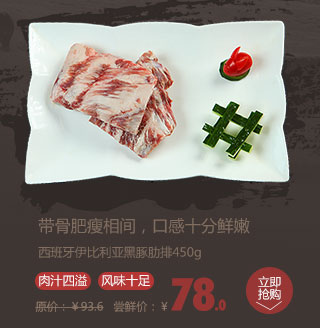 带骨肥瘦相间，口感十分鲜嫩
西班牙伊比利亚黑豚肋排450g
肉汁四溢 风味十足
原价：￥93.6 尝鲜价：￥78.0
立即
抢购